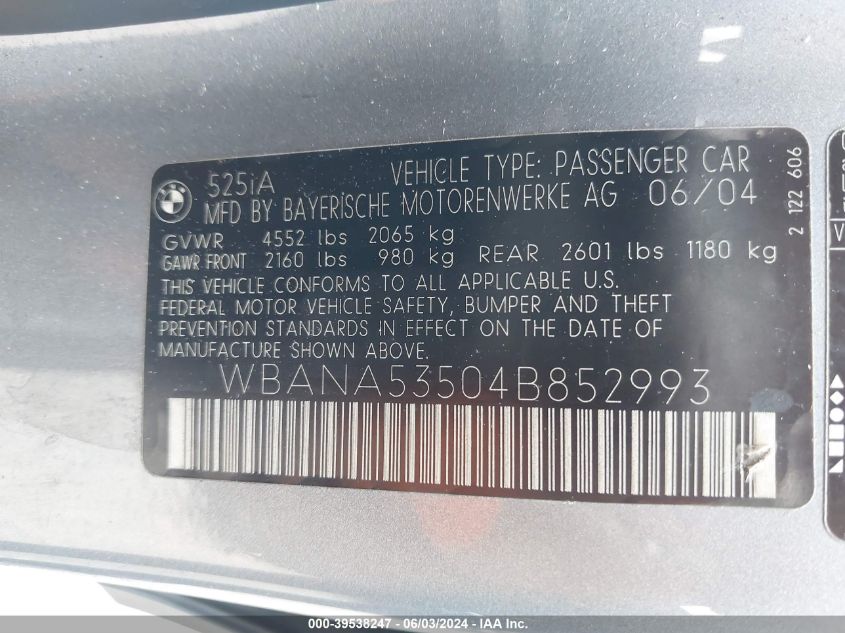 BMW
525iA VEHICLE TYPE: PASSENGER CAR
MFD BY BAYERISCHE MOTORENWERKE AG 06/04
GVWR 4552 lbs 2065 kg
GAWR FRONT 2160 lbs 980 kg REAR 2601 lbs 1180 kg
THIS VEHICLE CONFORMS TO ALL APPLICABLE U.S.
FEDERAL MOTOR VEHICLE SAFETY, BUMPER AND THEFT
PREVENTION STANDARDS IN EFFECT ON THE DATE OF
MANUFACTURE SHOWN ABOVE.
WBANA53504B852993
2 122 606
V
000-39538247 - 06/03/2024 - IAAI.COM